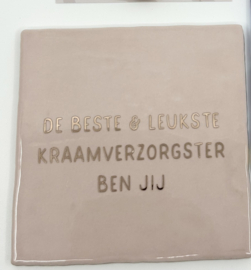 DE BESTE & LEUKSTE
KRAAMVERZORGSTER
BEN JIJ